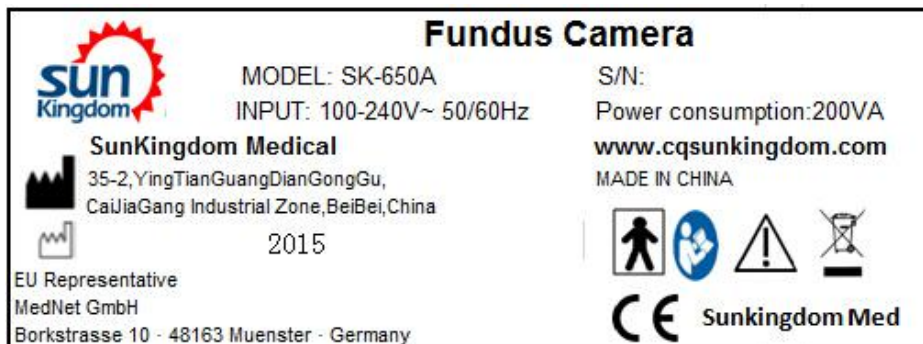 Fundus Camera
sun
Kingdom
MODEL: SK-650A
S/N:
INPUT: 100-240V~ 50/60Hz
Power consumption:200VA
SunKingdom Medical
www.cqsunkingdom.com
35-2,YingTianGuangDianGongGu,
CaiJiaGang Industrial Zone,BeiBei,China
MADE IN CHINA
2015
EU Representative
MedNet GmbH
Borkstrasse 10 - 48163 Muenster - Germany
CE Sunkingdom Med